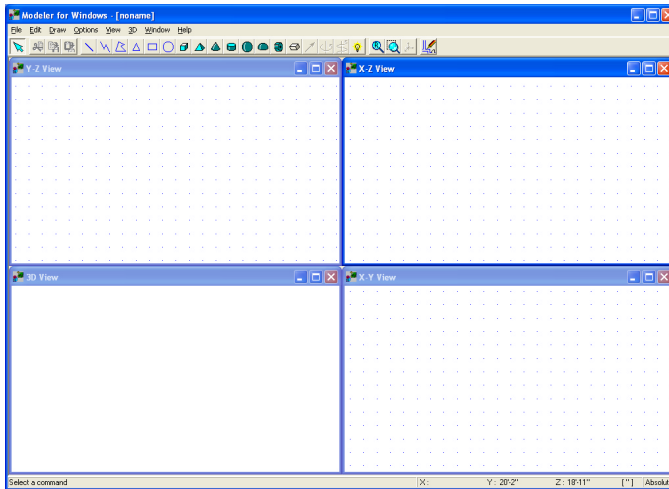 Modeler for Windows - [noname]
File Edit Draw Options View 3D Window Help
Y-Z View
X-Z View
3D View
X-Y View
Select a command X: Y: 20'-2" Z: 18'-11" ["] Absolut